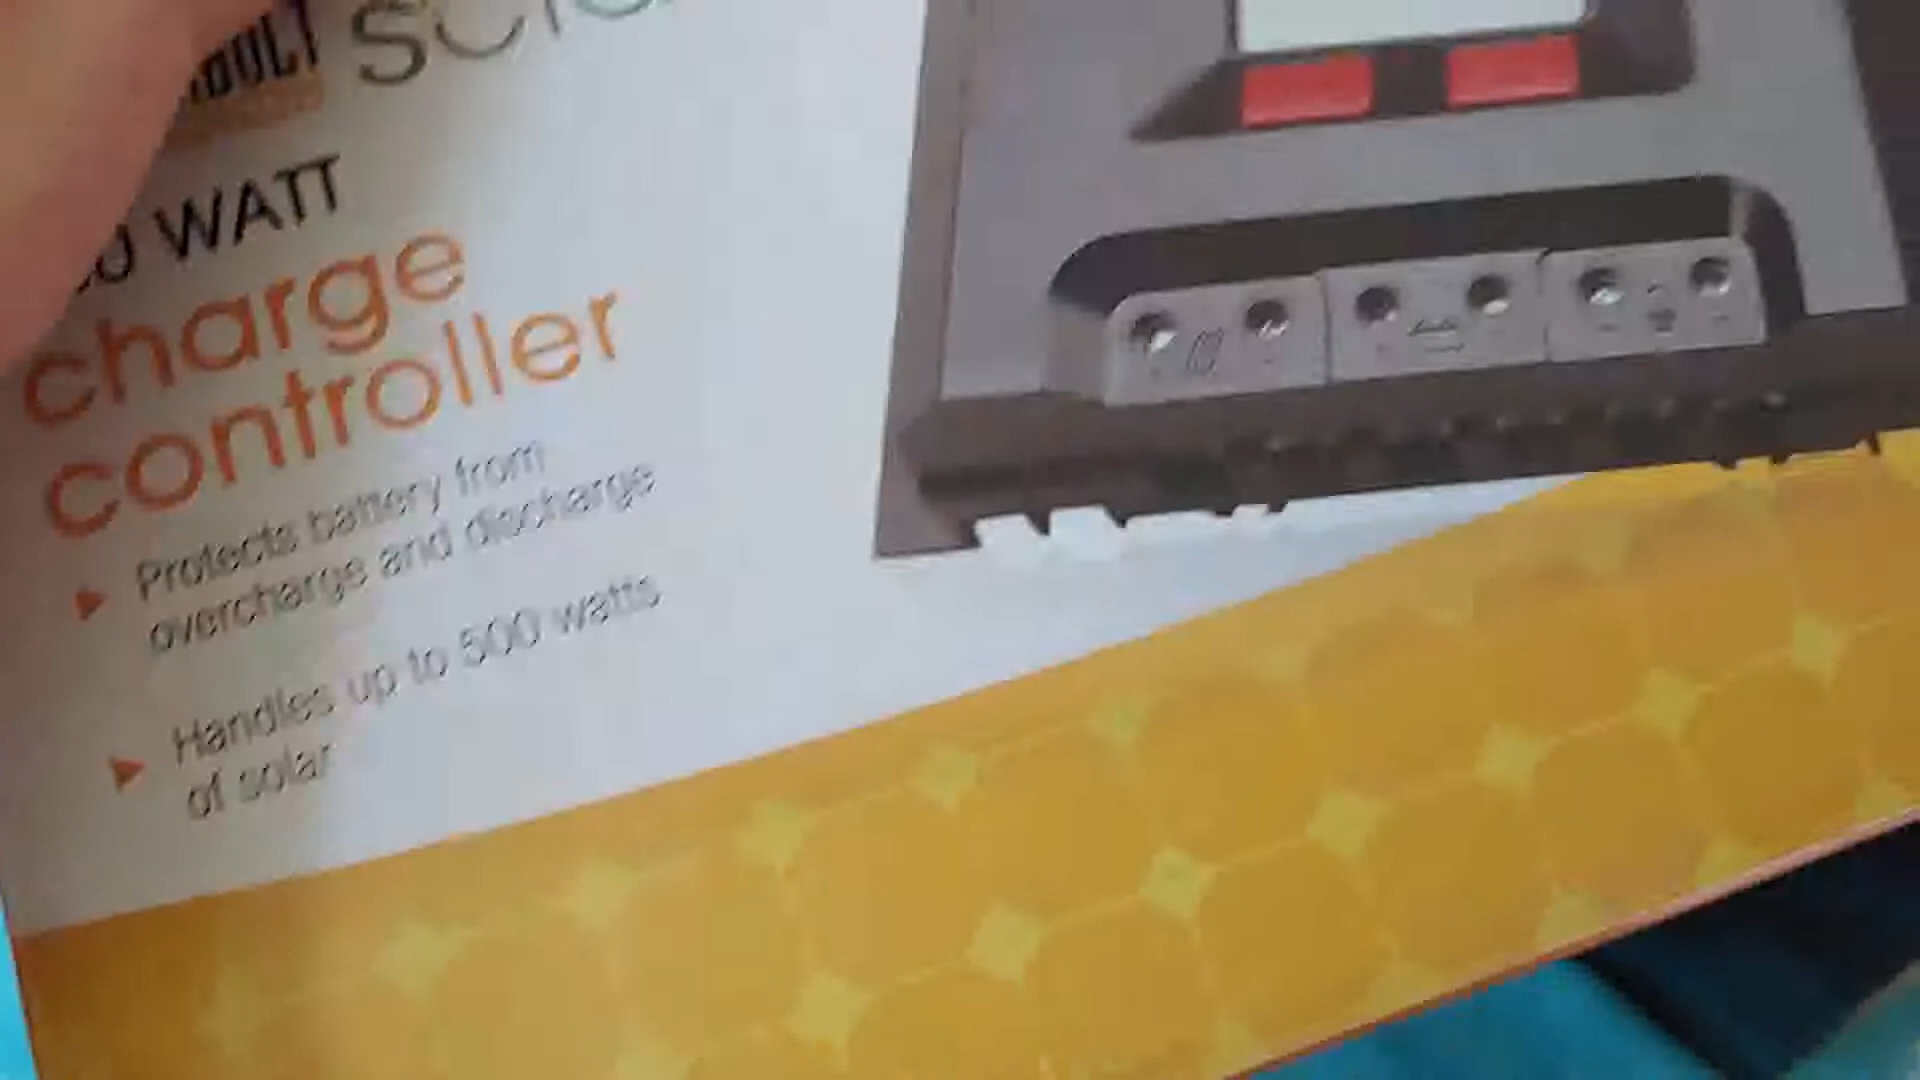 WATT
charge
controller
Protects battery from
overcharge and discharge
Handles up to 500 watts
of solar